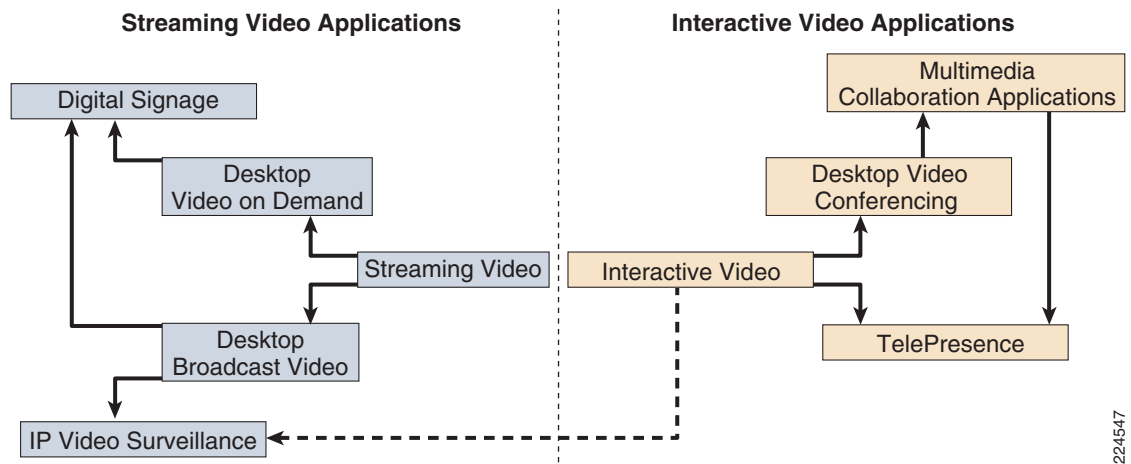 Streaming Video Applications
Interactive Video Applications
Digital Signage
Desktop
Video on Demand
Streaming Video
Desktop
Broadcast Video
IP Video Surveillance
Multimedia
Collaboration Applications
Desktop Video
Conferencing
Interactive Video
TelePresence
224547